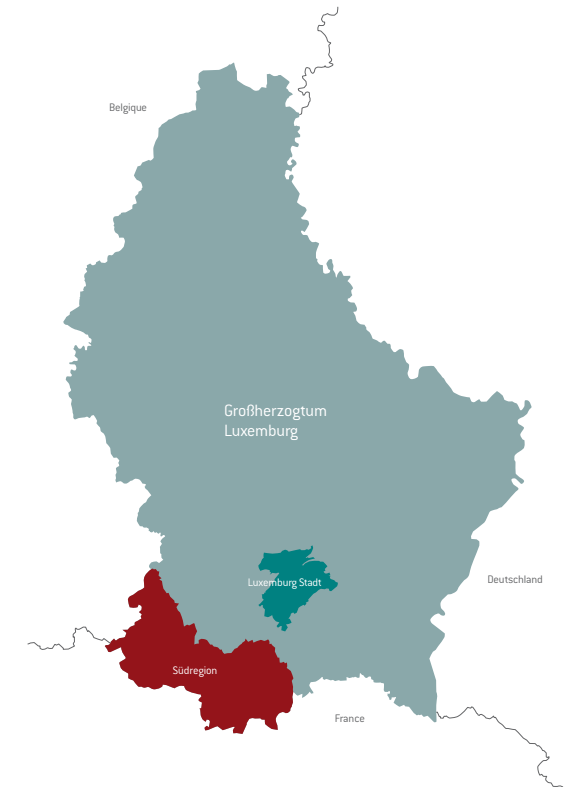 Belgique
Großherzogtum
Luxemburg
Luxemburg Stadt
Deutschland
Südregion
France